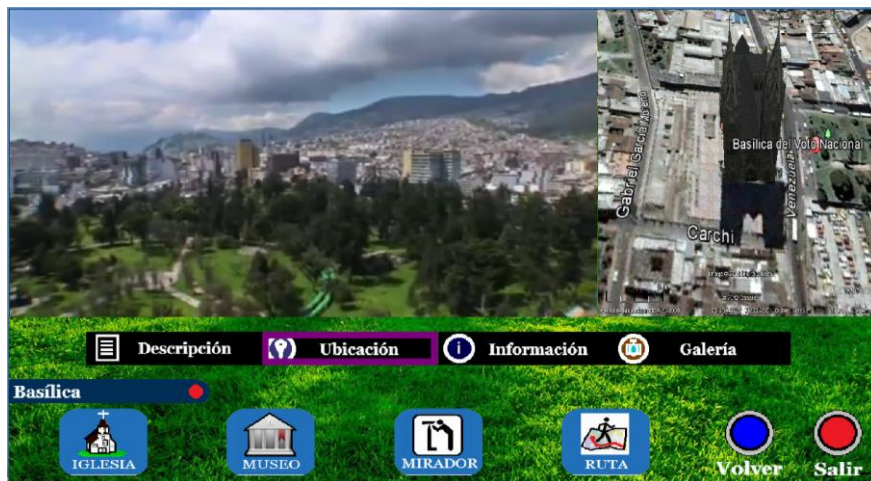 Gabriel Garcia Moreno
Basílica del Voto Nacional
Venezuela
Carchi
Descripción
Ubicación
i
Información
Galería
Basílica
IGLESIA
MUSEO
MIRADOR
RUTA
Volver
Salir